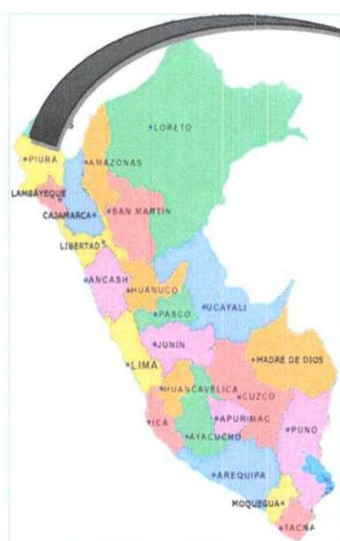 LORETO
PIURA
AMAZONAS
LAMBAYEQUE
CAJAMARCA
SAN MARTÍN
LIBERTAD
ANCASH
HUANUCO
UCAYALI
PASCO
JUNIN
LIMA
MADRE DE DIOS
HUANCAVELICA
CUZCO
ICA
APURIMAC
PUNO
AYACUCHO
AREQUIPA
MOQUEGUA
TACNA